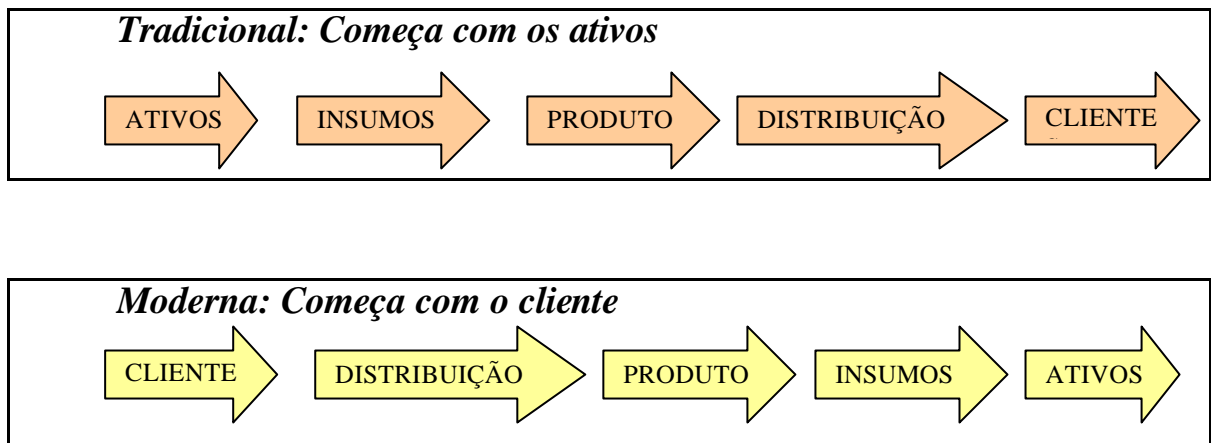 Tradicional: Começa com os ativos
ATIVOS INSUMOS PRODUTO DISTRIBUIÇÃO CLIENTE
Moderna: Começa com o cliente
CLIENTE DISTRIBUIÇÃO PRODUTO INSUMOS ATIVOS